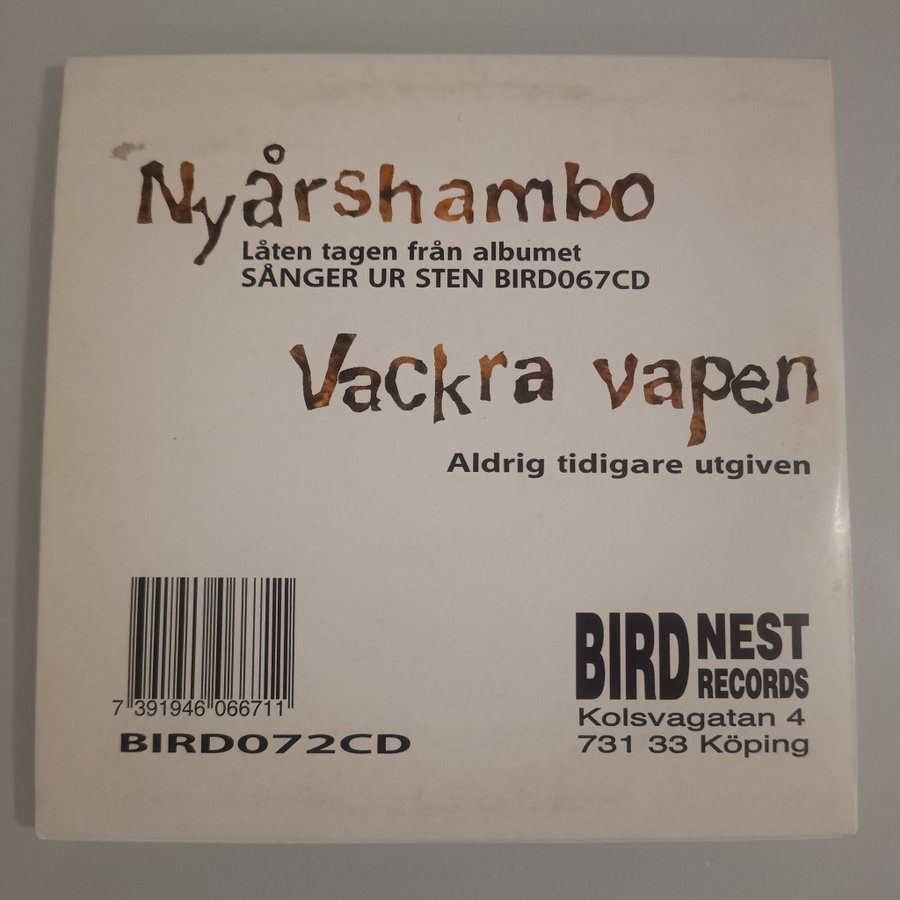 Nyårshambo
Låten tagen från albumet
SÅNGER UR STEN BIRD067CD
Vackra vapen
Aldrig tidigare utgiven
7 391946 066711
BIRD072CD
BIRD NEST
RECORDS
Kolsvagatan 4
731 33 Köping